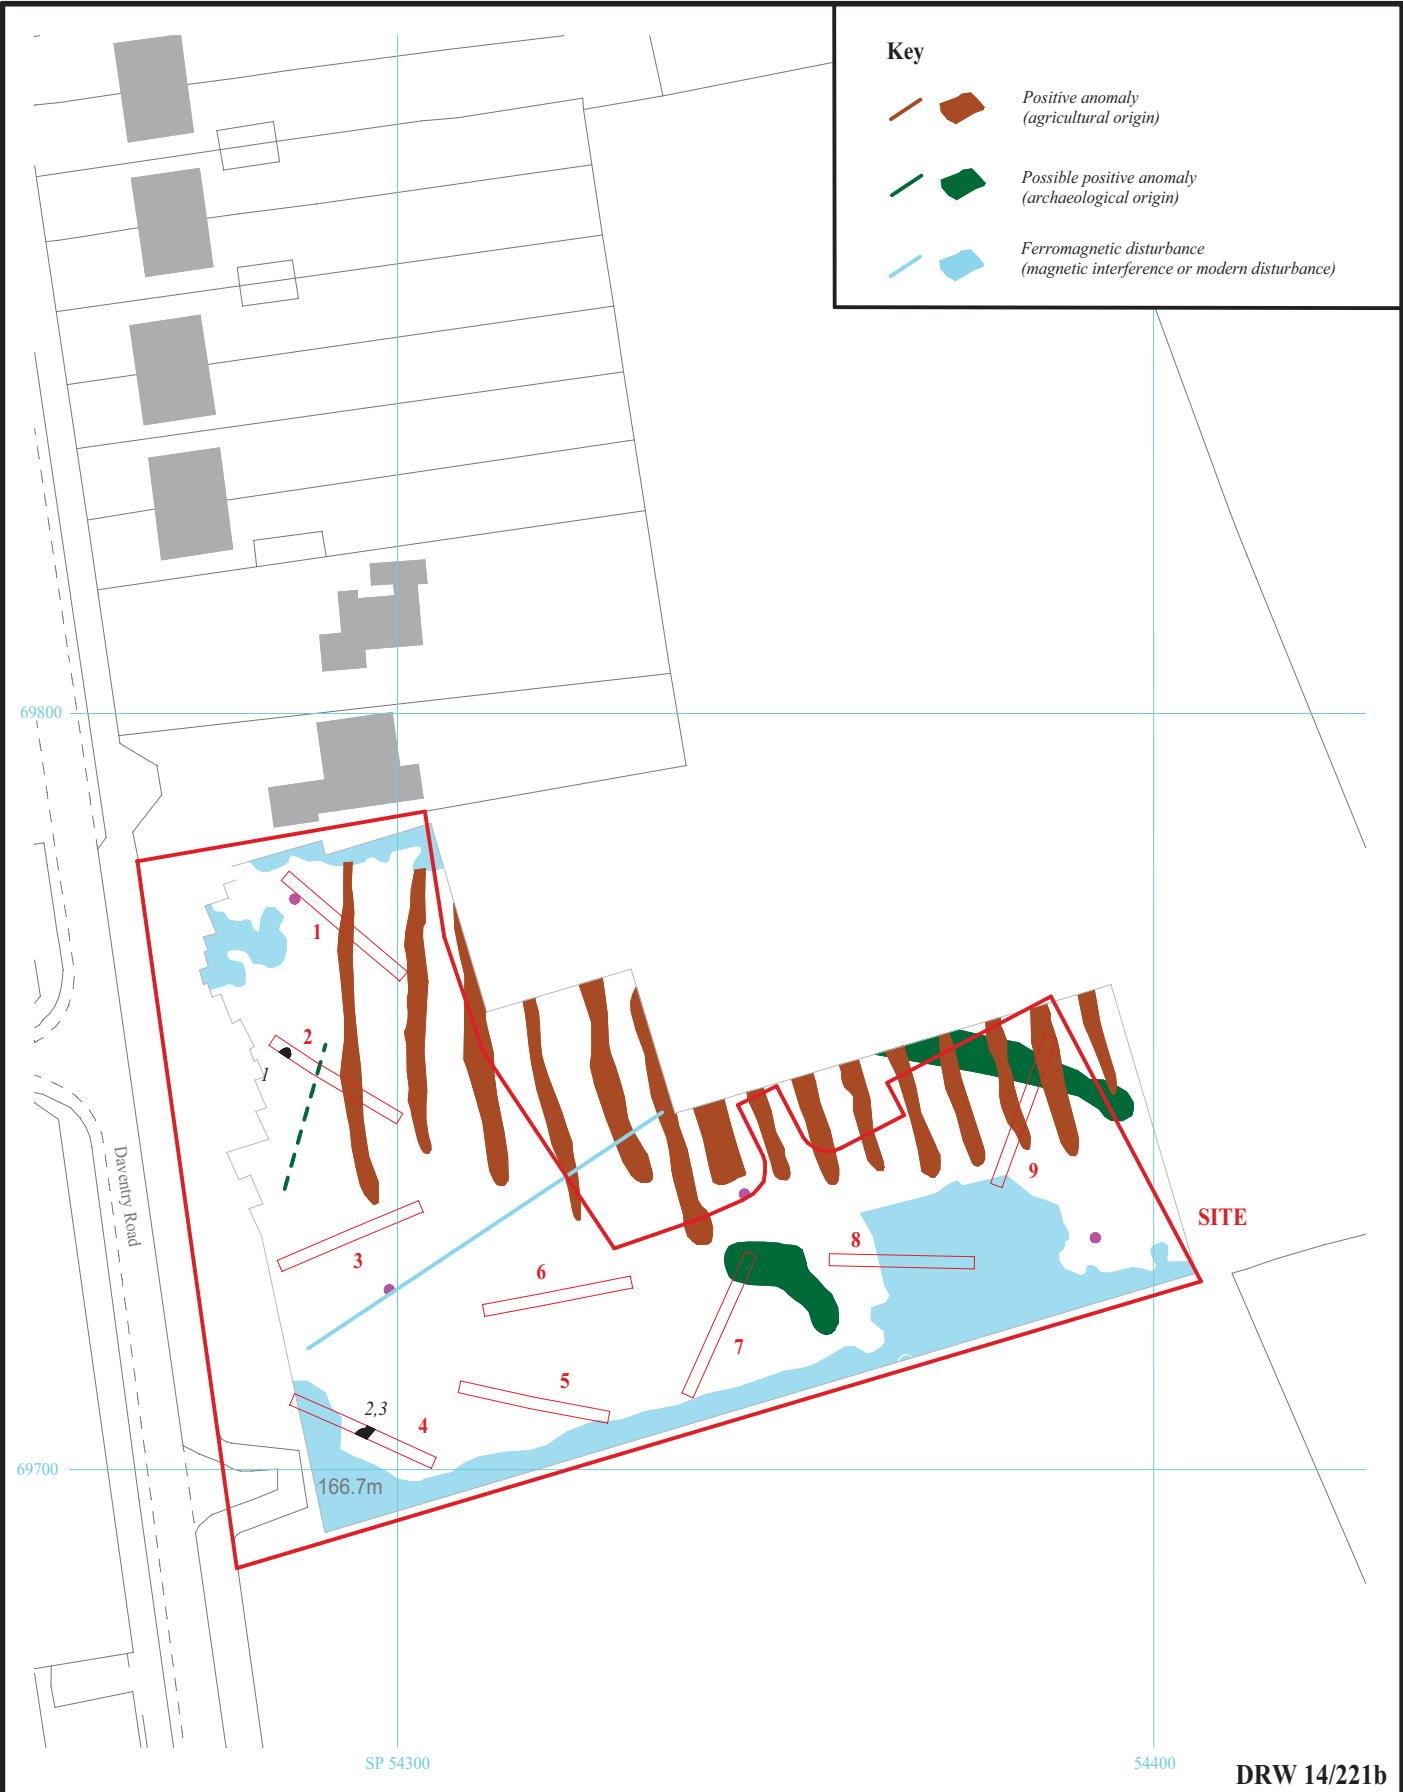 Key
Positive anomaly
(agricultural origin)
Possible positive anomaly
(archaeological origin)
Ferromagnetic disturbance
(magnetic interference or modern disturbance)
69800
1
2
1
Daventry Road
3
6
8
9
SITE
7
5
2,3
4
69700
166.7m
SP 54300
54400
DRW 14/221b